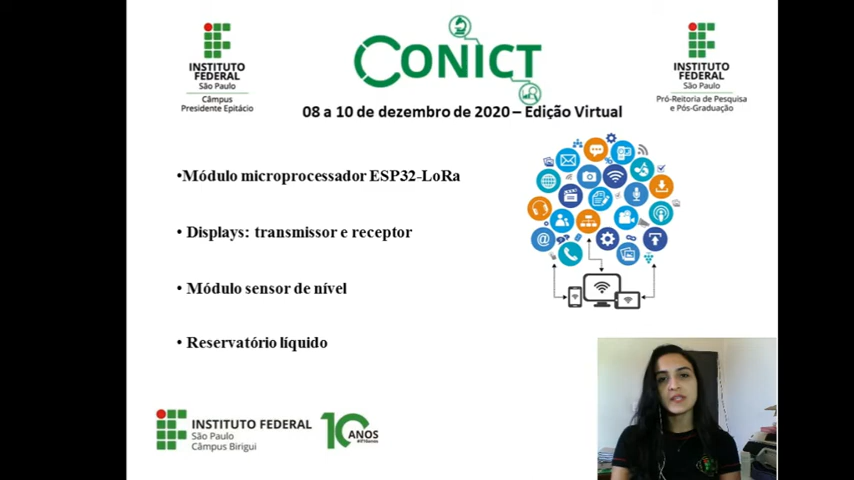 INSTITUTO
FEDERAL
São Paulo
Câmpus
Presidente Epitácio
CONICT
INSTITUTO
FEDERAL
São Paulo
Pró-Reitoria de Pesquisa
e Pós-Graduação
08 a 10 de dezembro de 2020 – Edição Virtual
•Módulo microprocessador ESP32-LoRa
• Displays: transmissor e receptor
• Módulo sensor de nível
• Reservatório líquido
@
INSTITUTO FEDERAL
São Paulo
Câmpus Birigui
10 ANOS